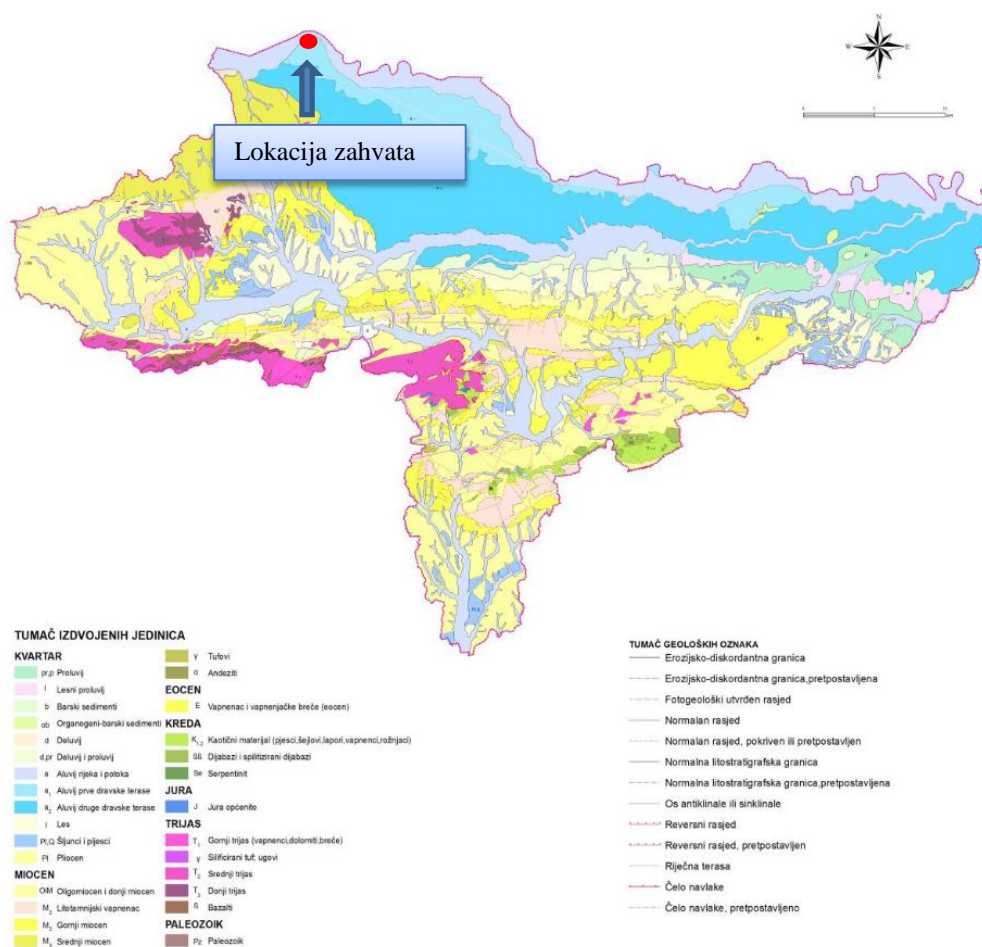 N
W E
S
Lokacija zahvata
TUMAČ IZDVOJENIH JEDINICA
KVARTAR
pr,p Proluvij
l Lesni proluvij
b Barski sedimenti
ob Organogeni-barski sedimenti
d Deluvij
d,pr Deluvij i proluvij
a Aluvij rijeka i potoka
a₁ Aluvij prve dravske terase
a₂ Aluvij druge dravske terase
l Les
Pl,Q Šljunci i pijesci
Pl Pliocen
MIOCEN
OlM Oligomiocen i donji miocen
M₂ Litotamnijski vapnenac
M₃ Gornji miocen
M₂ Srednji miocen
γ Tufovi
α Andeziti
EOCEN
E Vapnenac i vapnenjačke breče (eocen)
KREDA
K₁,₂ Kaotični materijal (pjesci,šejlovi,lapori,vapnenci,rožnjaci)
ßß Dijabazi i spilitizirani dijabazi
Se Serpentinit
JURA
J Jura općenito
TRIJAS
T₁ Gornji trijas (vapnenci,dolomiti,breče)
γ Silificirani tuf; ugovi
T₂ Srednji trijas
T₃ Donji trijas
ß Bazalti
PALEOZOIK
Pz Paleozoik
TUMAČ GEOLOŠKIH OZNAKA
Erozijsko-diskordantna granica
Erozijsko-diskordantna granica,pretpostavljena
Fotogeološki utvrđen rasjed
Normalan rasjed
Normalan rasjed, pokriven ili pretpostavljen
Normalna litostratigrafska granica
Normalna litostratigrafska granica,pretpostavljena
Os antiklinale ili sinklinale
Reversni rasjed
Reversni rasjed, pretpostavljen
Riječna terasa
Čelo navlake
Čelo navlake, pretpostavljeno